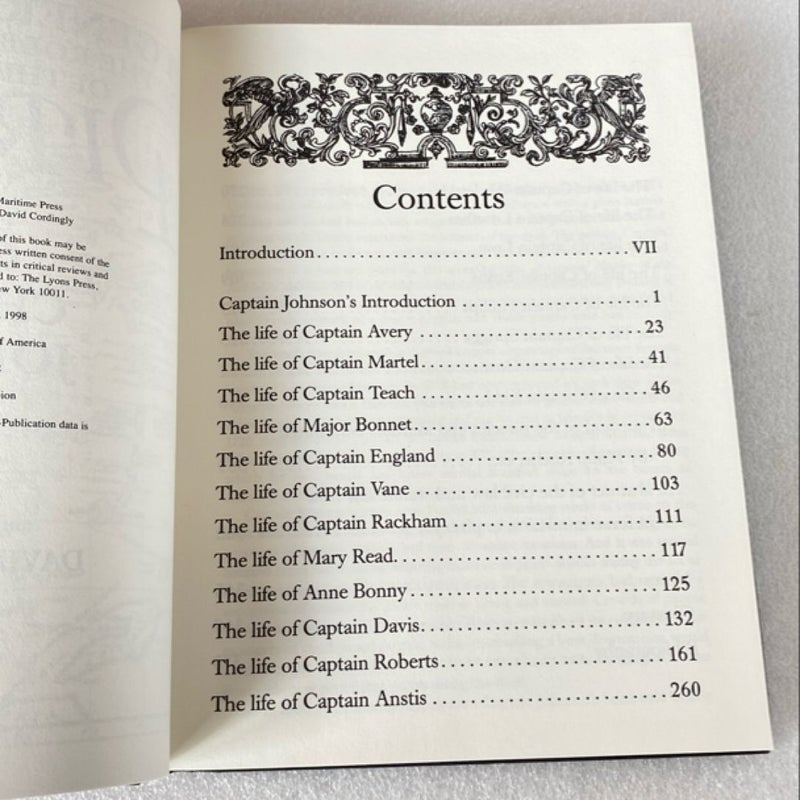 Maritime Press
David Cordingly
of this book may be
written consent of the
ts in critical reviews and
to: The Lyons Press,
York 10011.
1998
America
Publication data is
Contents
Introduction.................................VII
Captain Johnson's Introduction ....................1
The life of Captain Avery .......................23
The life of Captain Martel.......................41
The life of Captain Teach .......................46
The life of Major Bonnet........................63
The life of Captain England .....................80
The life of Captain Vane .......................103
The life of Captain Rackham ....................111
The life of Mary Read..........................117
The life of Anne Bonny.........................125
The life of Captain Davis........................132
The life of Captain Roberts......................161
The life of Captain Anstis .......................260